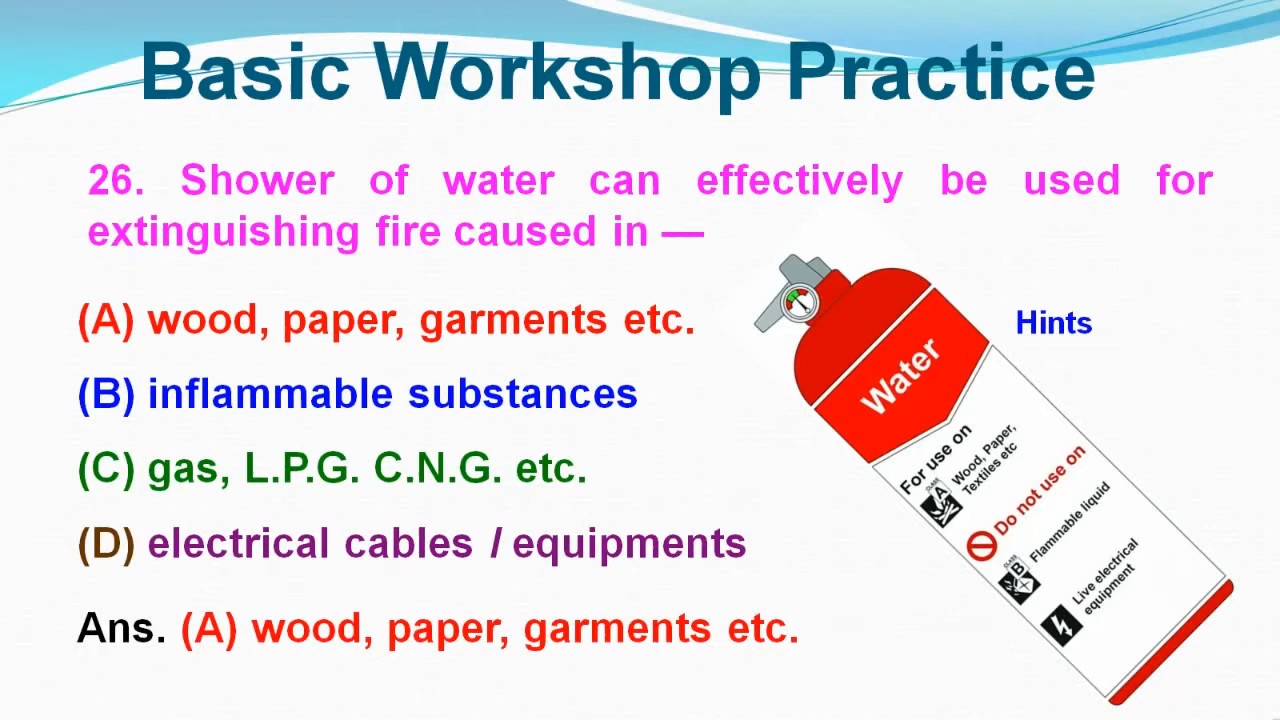 Basic Workshop Practice
26. Shower of water can effectively be used for
extinguishing fire caused in —
(A) wood, paper, garments etc.
Hints
(B) inflammable substances
(C) gas, L.P.G. C.N.G. etc.
(D) electrical cables / equipments
Ans. (A) wood, paper, garments etc.
Water
For use on
CLASS
A
Wood, Paper,
Textiles etc
Do not use on
CLASS
B
Flammable liquid
Live electrical
equipment